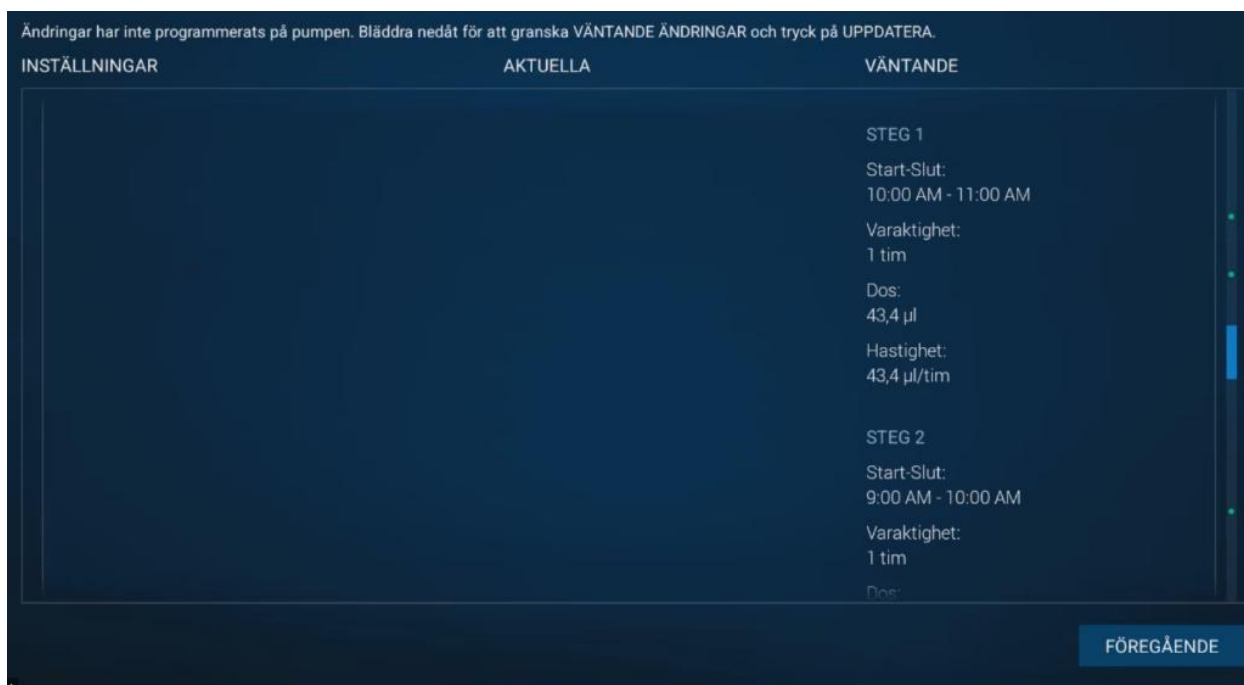 Ändringar har inte programmerats på pumpen. Bläddra nedåt för att granska VÄNTANDE ÄNDRINGAR och tryck på UPPDATERA.
INSTÄLLNINGAR AKTUELLA VÄNTANDE
STEG 1
Start-Slut:
10:00 AM - 11:00 AM
Varaktighet:
1 tim
Dos:
43,4 µl
Hastighet:
43,4 µl/tim
STEG 2
Start-Slut:
9:00 AM - 10:00 AM
Varaktighet:
1 tim
Dos:
FÖREGÅENDE